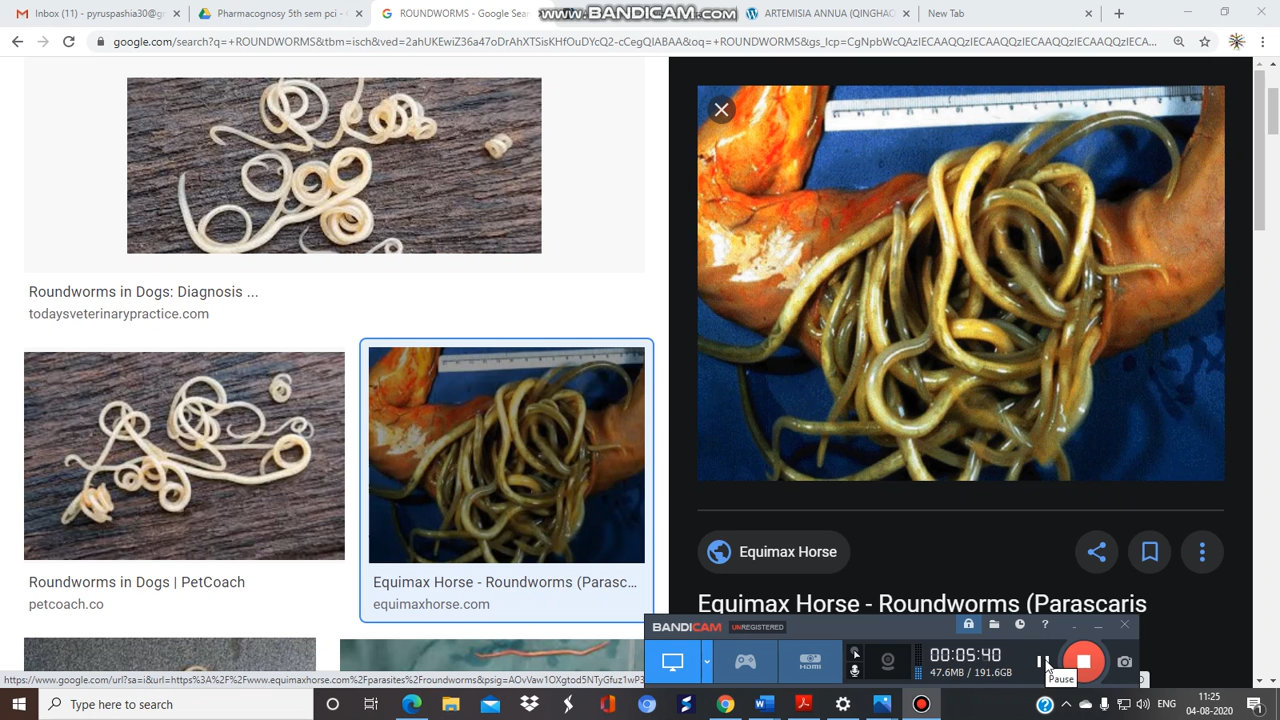 Inbox (11) - pyruspashia30@gr
Pharmacognosy 5th sem pci - C
ROUNDWORMS - Google Sear
www.BANDICAM.com
ARTEMISIA ANNUA (QINGHAO
New Tab
google.com/search?q=+ROUNDWORMS&tbm=isch&ved=2ahUKEwiZ36a47oDrAhXTSisKHfOuDYcQ2-cCegQIABAA&oq=+ROUNDWORMS&gs_lcp=CgNpbWcQAzIECAAQQzIECAAQQzIECAAQQzIECAAQQzIECA...
Roundworms in Dogs: Diagnosis ...
todaysveterinarypractice.com
Roundworms in Dogs | PetCoach
petcoach.co
Equimax Horse - Roundworms (Parasc...
equimaxhorse.com
Equimax Horse
Equimax Horse - Roundworms (Parascaris
BANDICAM UNREGISTERED
HDMI
00:05:40
47.6MB / 191.6GB
Pause
Type here to search
ENG
11:25
04-08-2020